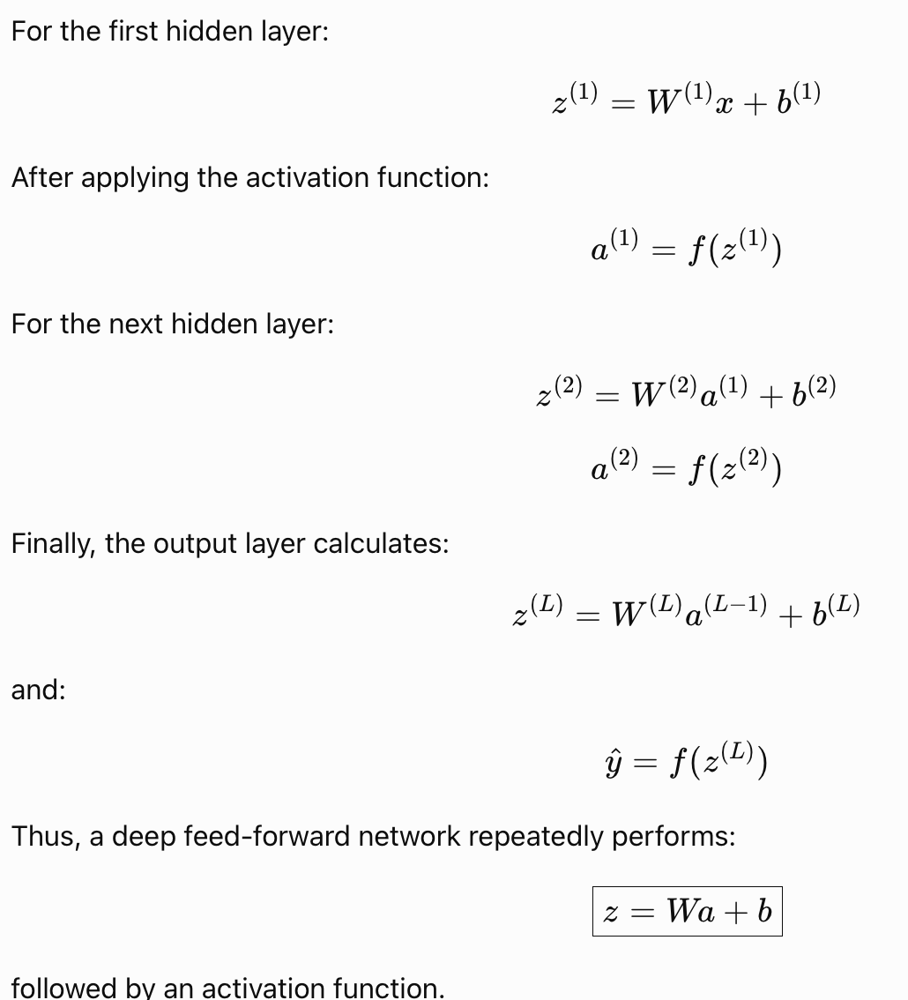 For the first hidden layer:
z^{(1)} = W^{(1)}x + b^{(1)}
After applying the activation function:
a^{(1)} = f(z^{(1)})
For the next hidden layer:
z^{(2)} = W^{(2)}a^{(1)} + b^{(2)}
a^{(2)} = f(z^{(2)})
Finally, the output layer calculates:
z^{(L)} = W^{(L)}a^{(L-1)} + b^{(L)}
and:
ŷ = f(z^{(L)})
Thus, a deep feed-forward network repeatedly performs:
z = Wa + b
followed by an activation function.